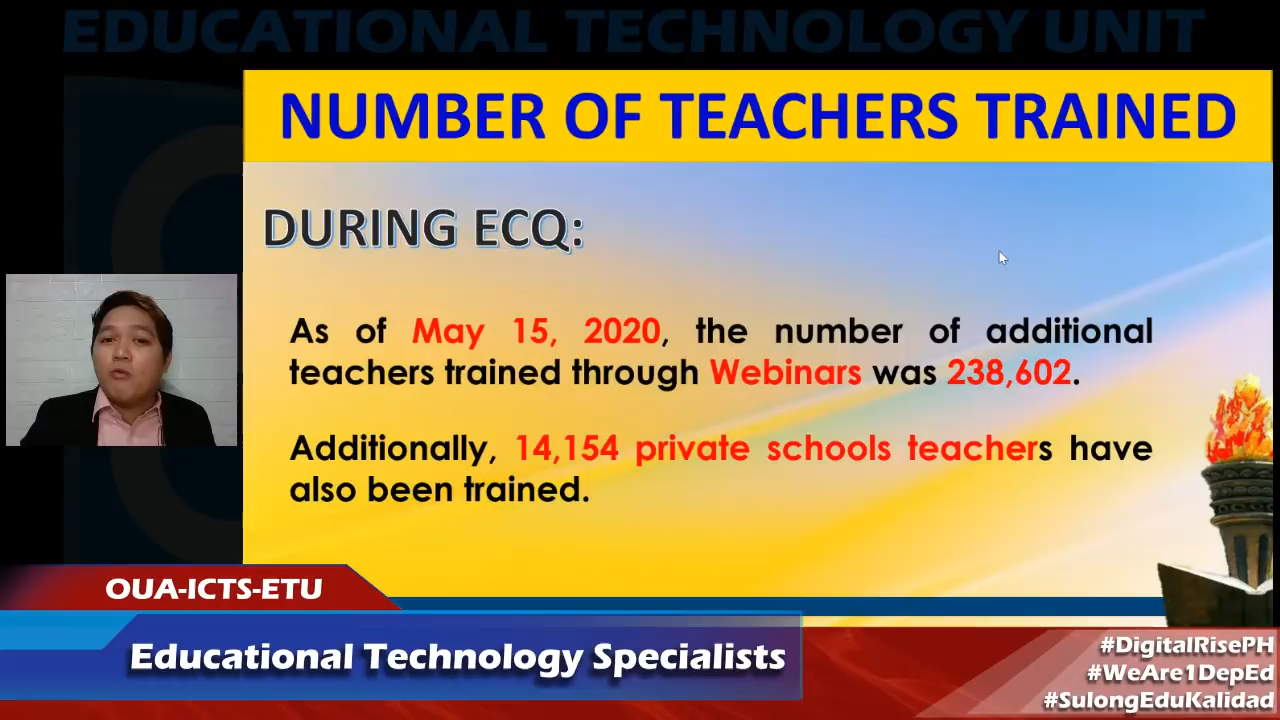 EDUCATIONAL TECHNOLOGY UNIT
NUMBER OF TEACHERS TRAINED
DURING ECQ:
As of May 15, 2020, the number of additional
teachers trained through Webinars was 238,602.
Additionally, 14,154 private schools teachers have
also been trained.
OUA-ICTS-ETU
Educational Technology Specialists
#DigitalRisePH
#WeAre1DepEd
#SulongEduKalidad